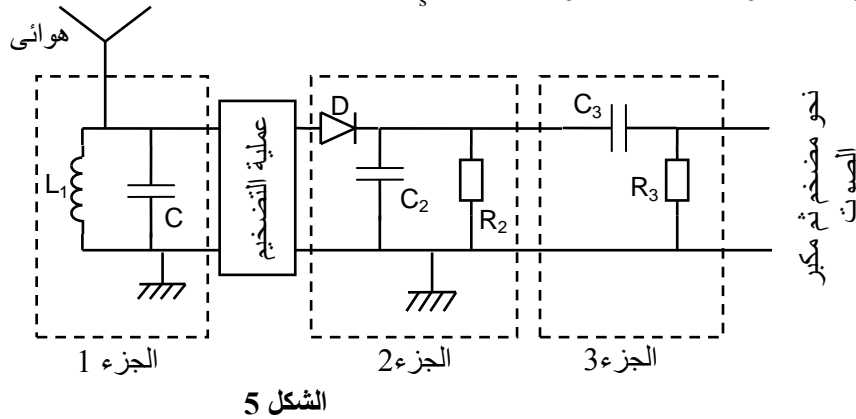 هوائي
D
C₃
عملية التضخيم
L₁
C
C₂
R₂
R₃
نحو مضخم ثم مكبر
الصوت
الجزء 1
الجزء2
الجزء3
الشكل 5